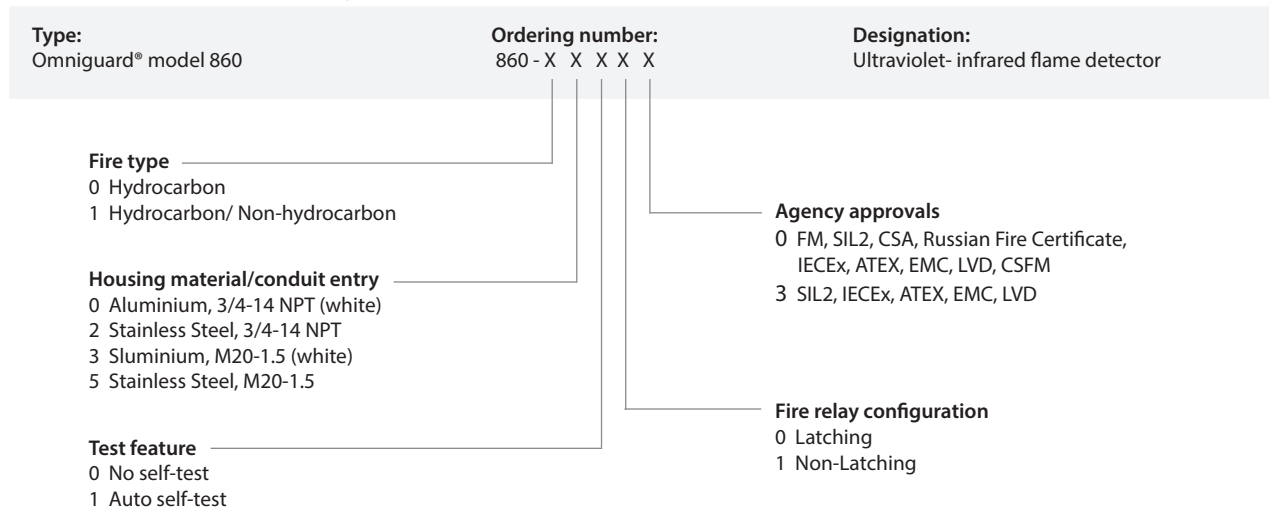 Type:
Omniguard® model 860
Ordering number:
860 - X X X X X
Designation:
Ultraviolet- infrared flame detector
Fire type
0 Hydrocarbon
1 Hydrocarbon/ Non-hydrocarbon
Housing material/conduit entry
0 Aluminium, 3/4-14 NPT (white)
2 Stainless Steel, 3/4-14 NPT
3 Sluminium, M20-1.5 (white)
5 Stainless Steel, M20-1.5
Test feature
0 No self-test
1 Auto self-test
Agency approvals
0 FM, SIL2, CSA, Russian Fire Certificate,
IECEx, ATEX, EMC, LVD, CSFM
3 SIL2, IECEx, ATEX, EMC, LVD
Fire relay configuration
0 Latching
1 Non-Latching